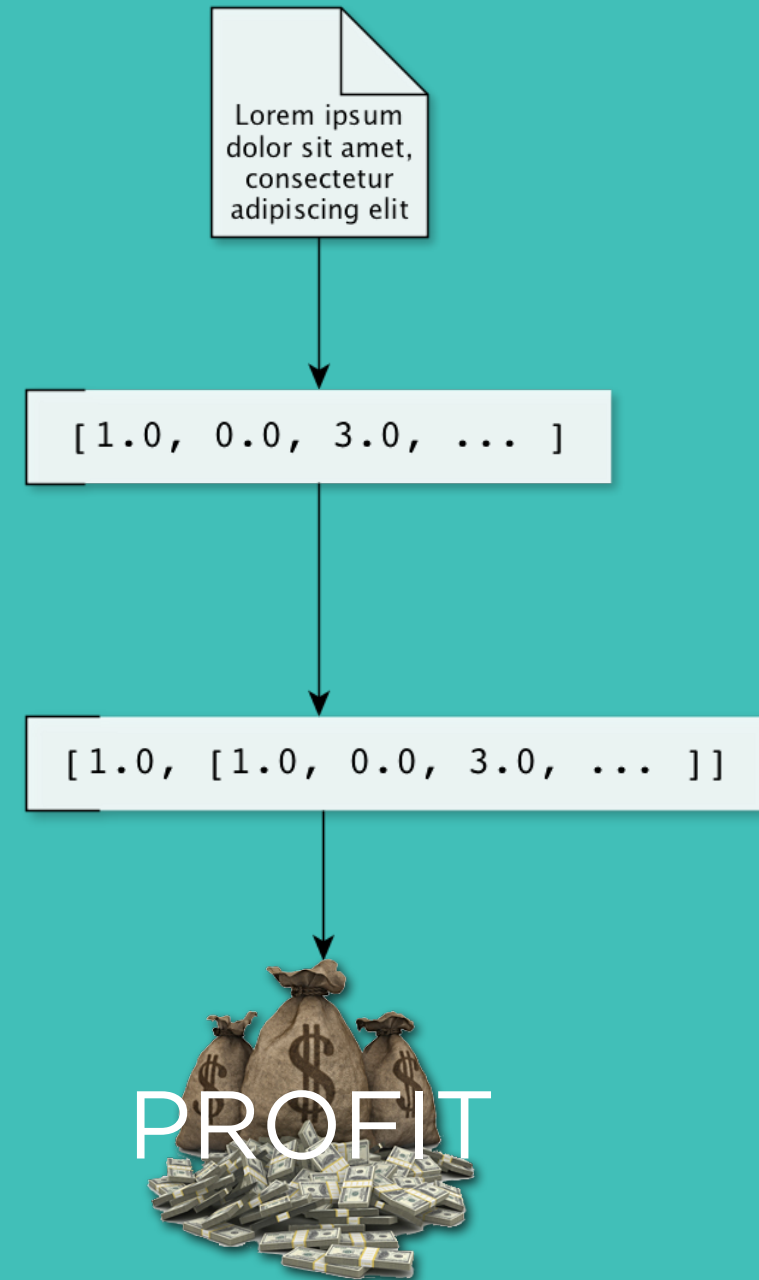 Lorem ipsum
dolor sit amet,
consectetur
adipiscing elit
[1.0, 0.0, 3.0, ... ]
[1.0, [1.0, 0.0, 3.0, ... ]]
$ $ $
PROFIT